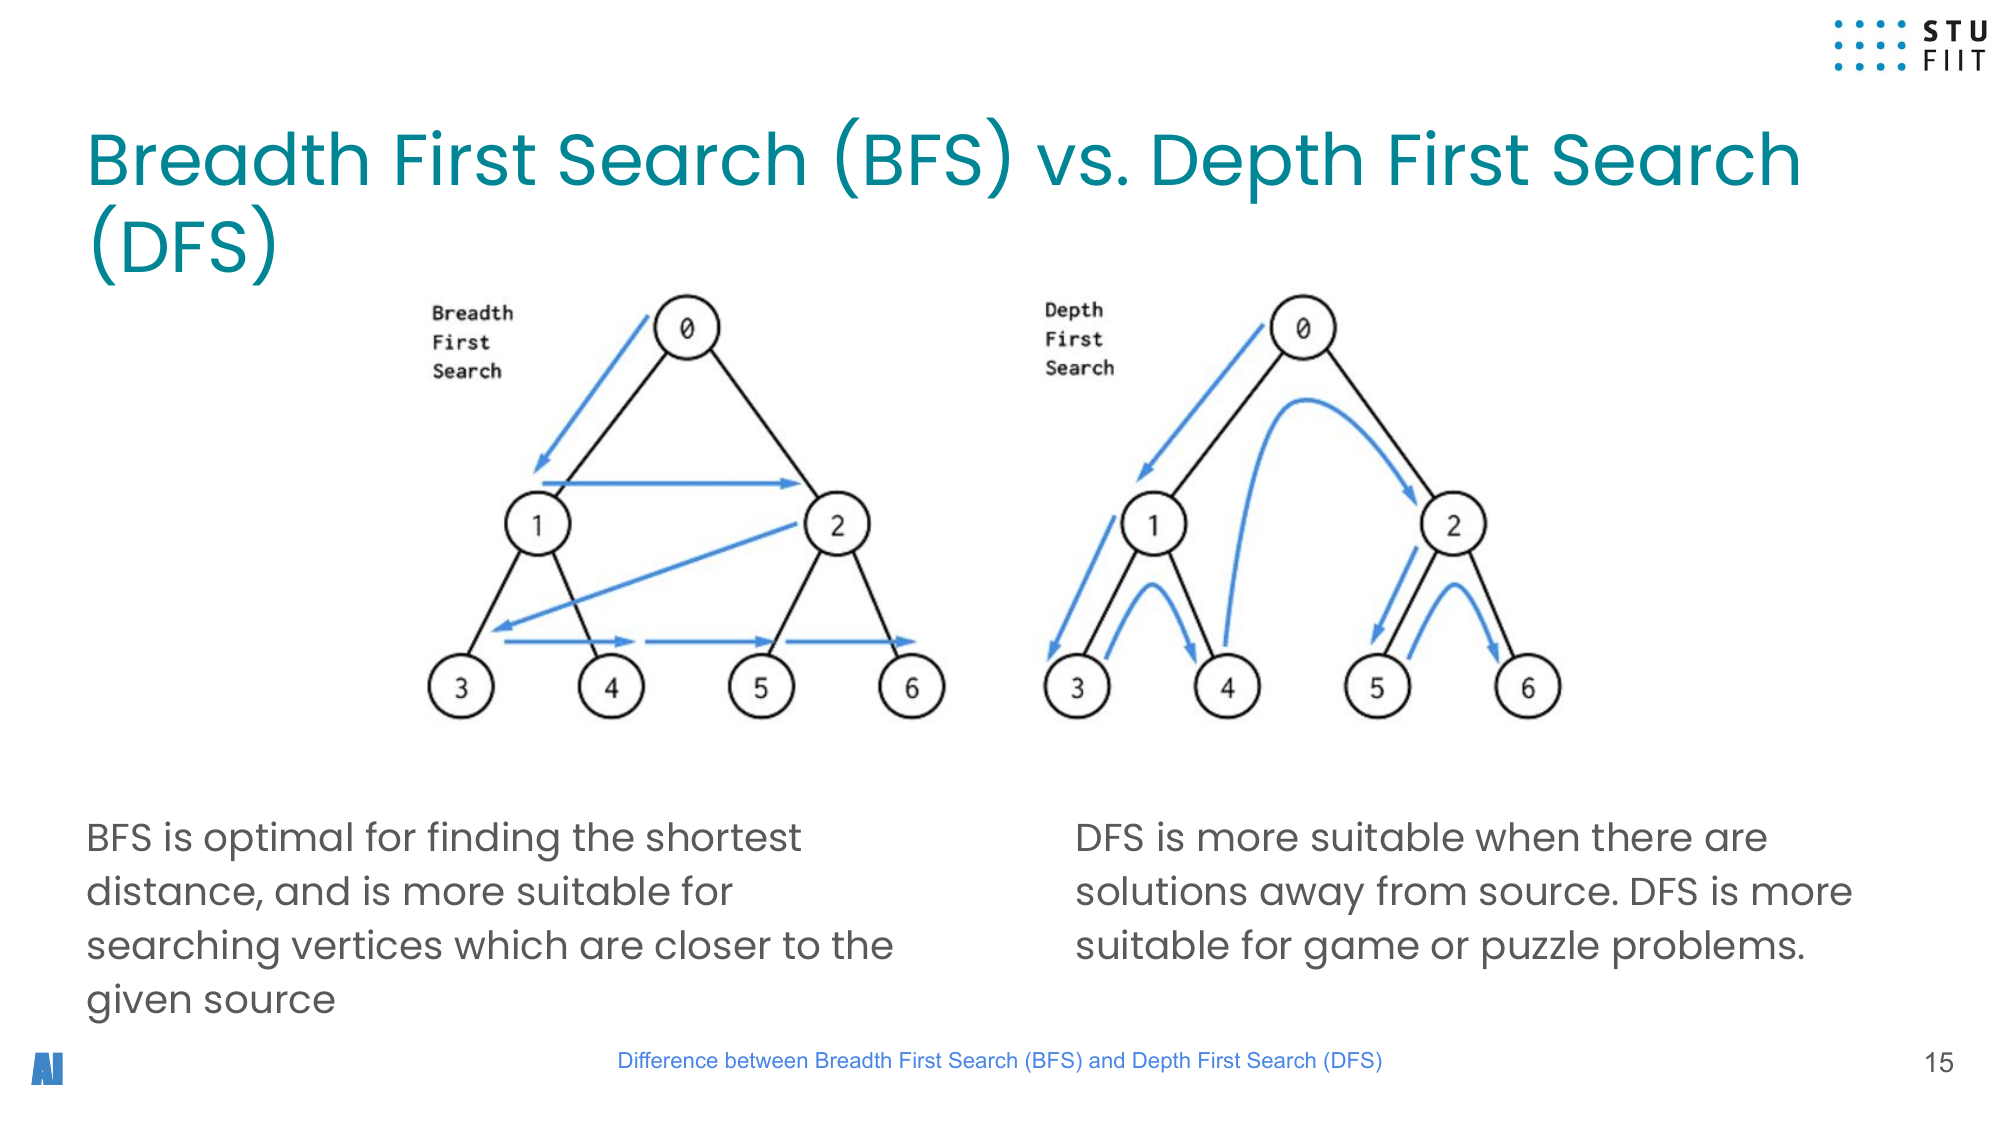 STU
FIIT
Breadth First Search (BFS) vs. Depth First Search
(DFS)
Breadth
First
Search
0
1
2
3
4
5
6
Depth
First
Search
0
1
2
3
4
5
6
BFS is optimal for finding the shortest
distance, and is more suitable for
searching vertices which are closer to the
given source
DFS is more suitable when there are
solutions away from source. DFS is more
suitable for game or puzzle problems.
AI
Difference between Breadth First Search (BFS) and Depth First Search (DFS)
15